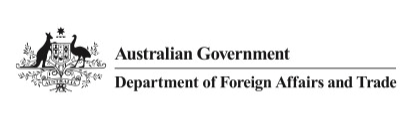 Australian Government
Department of Foreign Affairs and Trade